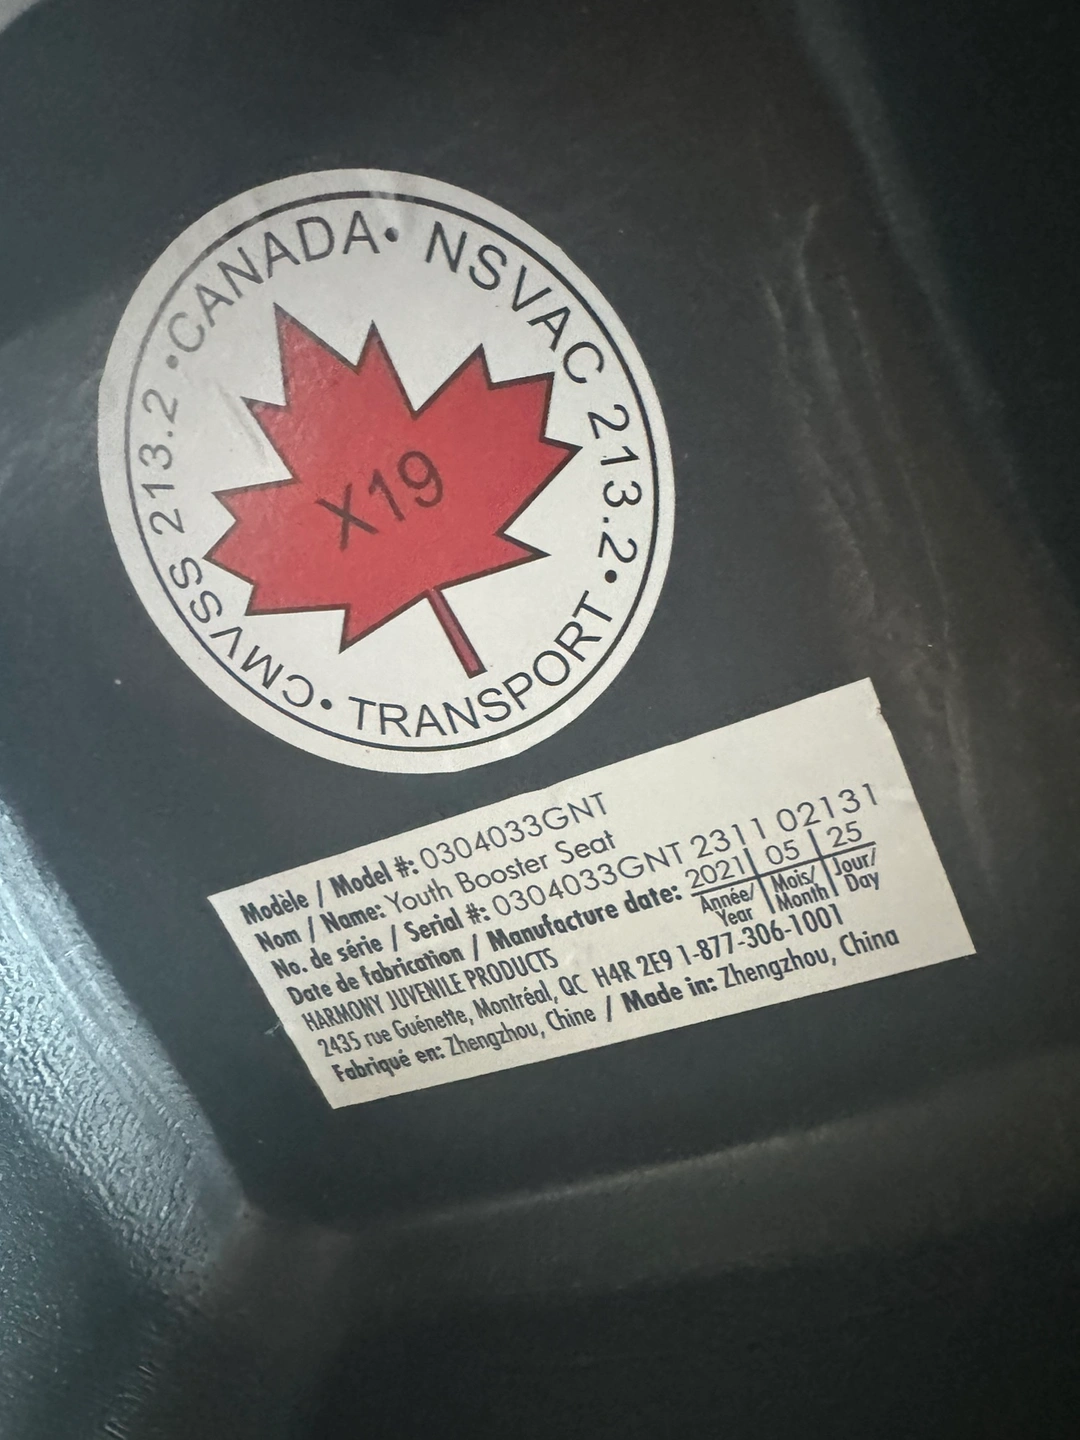 •CANADA•
NSVAC 213.2•
TRANSPORT
•CMVSS 213.2
X19
Modèle / Model #: 0304033GNT
Nom / Name: Youth Booster Seat
No. de série / Serial #: 0304033GNT 2311 02131
Date de fabrication / Manufacture date: 2021 | 05 | 25
Année/ Year | Mois/ Month | Jour/ Day
HARMONY JUVENILE PRODUCTS
2435 rue Guénette, Montréal, QC H4R 2E9 1-877-306-1001
Fabriqué en: Zhengzhou, Chine / Made in: Zhengzhou, China